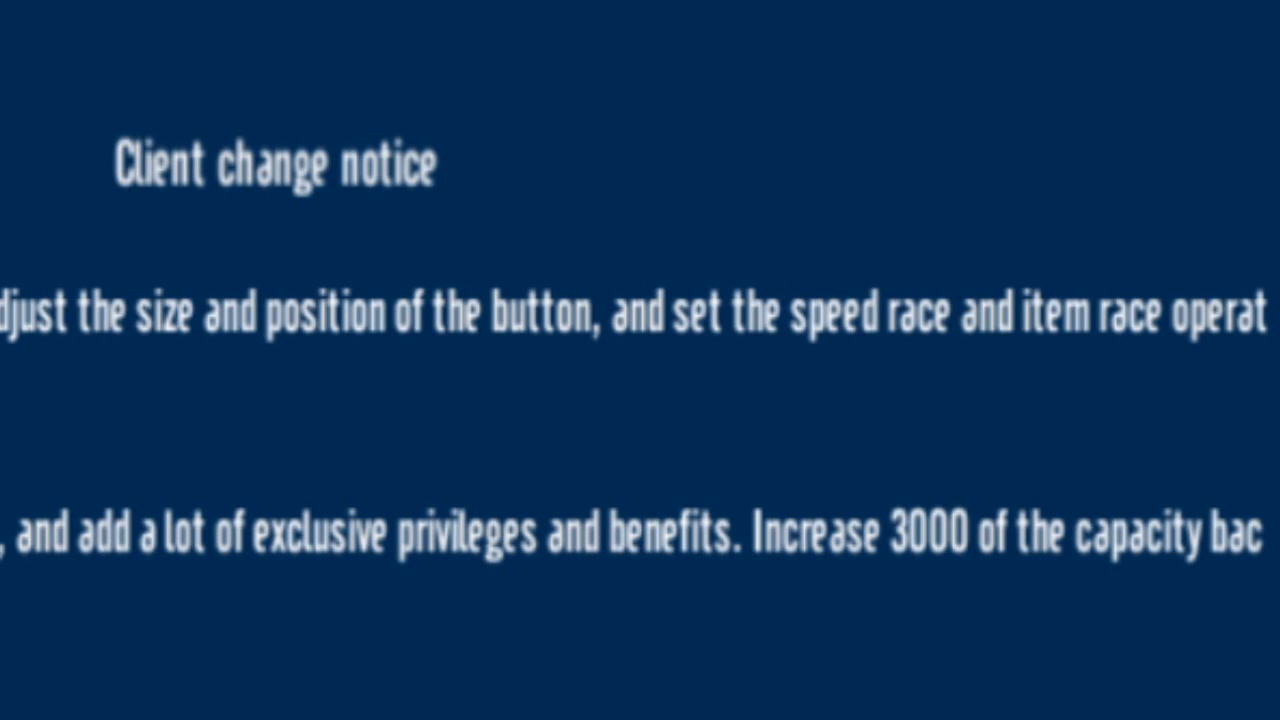 Client change notice
djust the size and position of the button, and set the speed race and item race operat
, and add a lot of exclusive privileges and benefits. Increase 3000 of the capacity bac